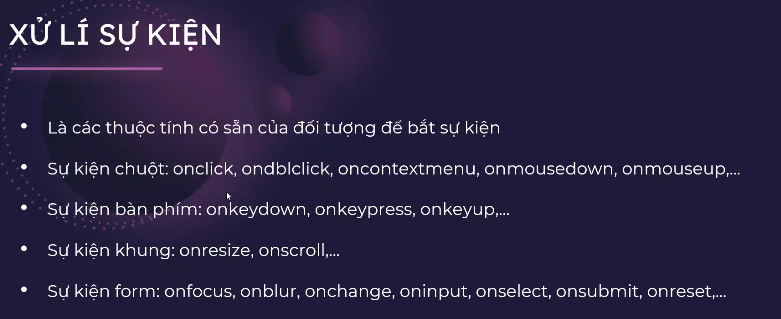 XỬ LÍ SỰ KIỆN
• Là các thuộc tính có sẵn của đối tượng để bắt sự kiện
• Sự kiện chuột: onclick, ondblclick, oncontextmenu, onmousedown, onmouseup,...
• Sự kiện bàn phím: onkeydown, onkeypress, onkeyup,...
• Sự kiện khung: onresize, onscroll,...
• Sự kiện form: onfocus, onblur, onchange, oninput, onselect, onsubmit, onreset,...